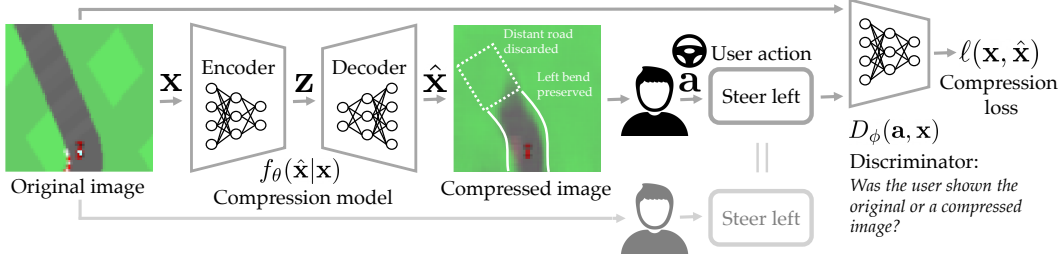 Original image
x
Encoder
z
Decoder
x̂
f_θ(x̂|x)
Compression model
Distant road
discarded
Left bend
preserved
Compressed image
a
User action
Steer left
Steer left
D_ϕ(a, x)
Discriminator:
Was the user shown the
original or a compressed
image?
ℓ(x, x̂)
Compression
loss